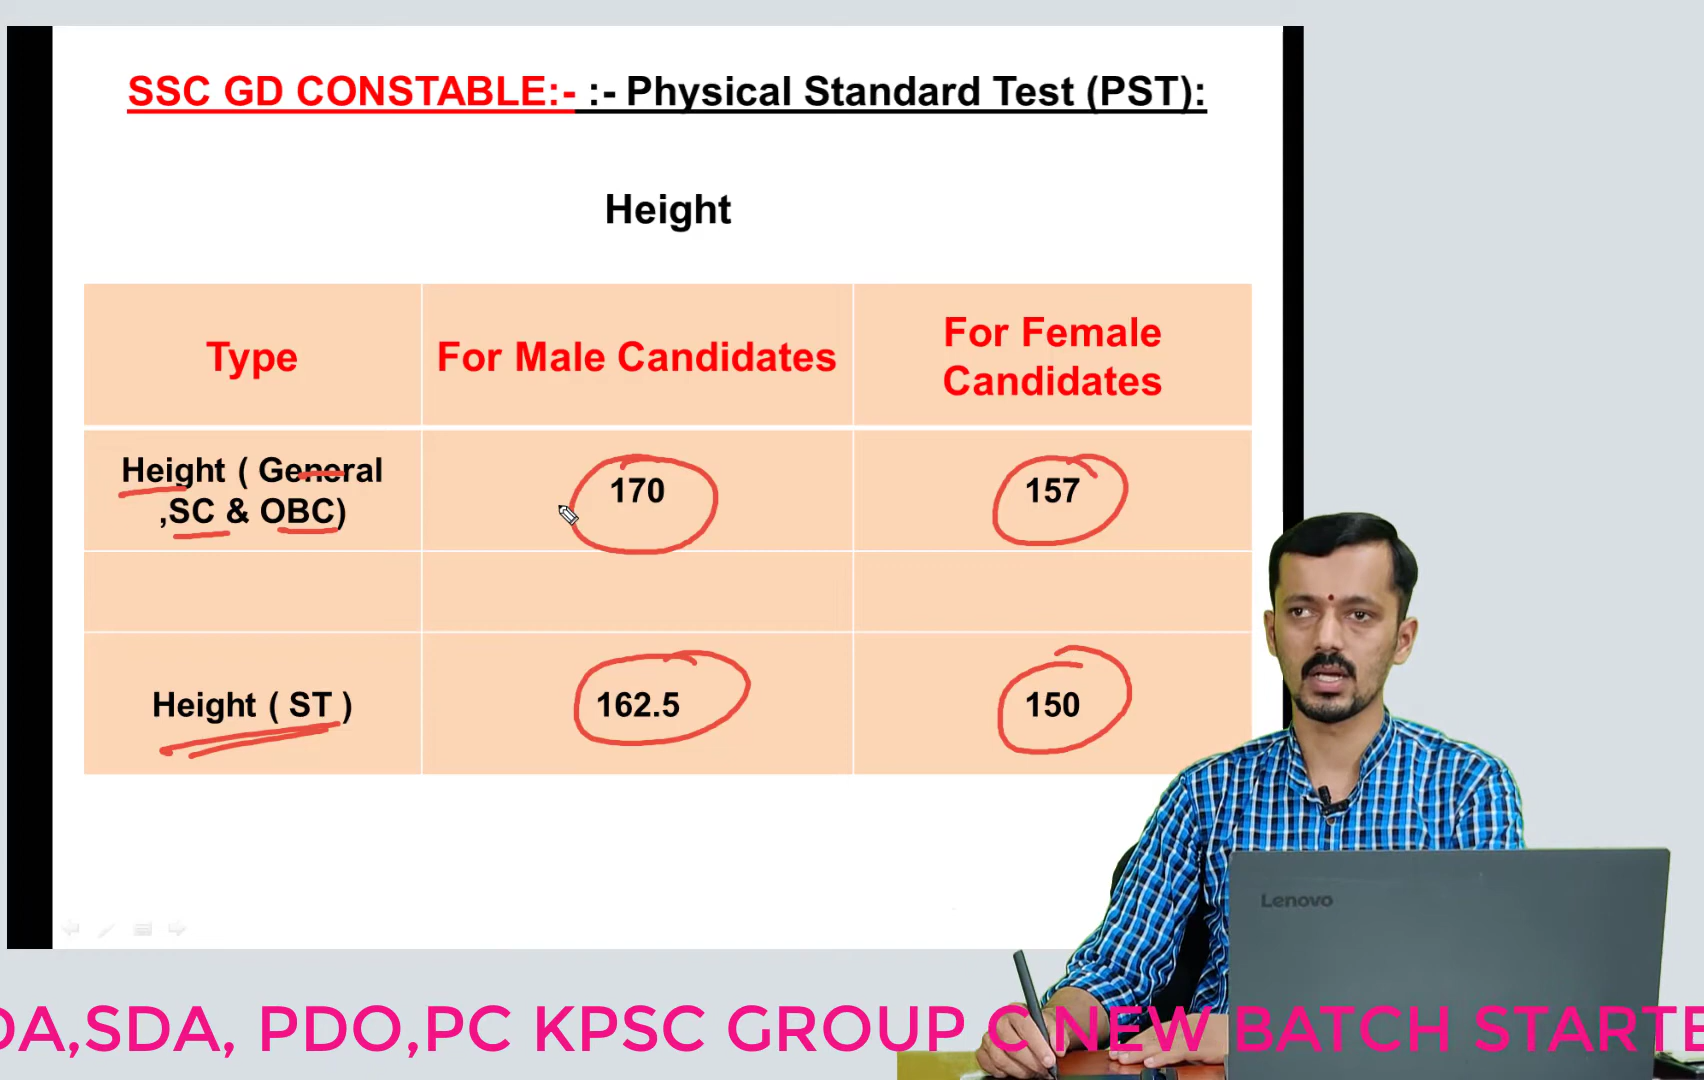 SSC GD CONSTABLE:- :- Physical Standard Test (PST):
Height
Type
For Male Candidates
For Female
Candidates
Height ( General
,SC & OBC)
170
157
Height ( ST )
162.5
150
Lenovo
DA,SDA, PDO,PC KPSC GROUP C NEW BATCH STARTE